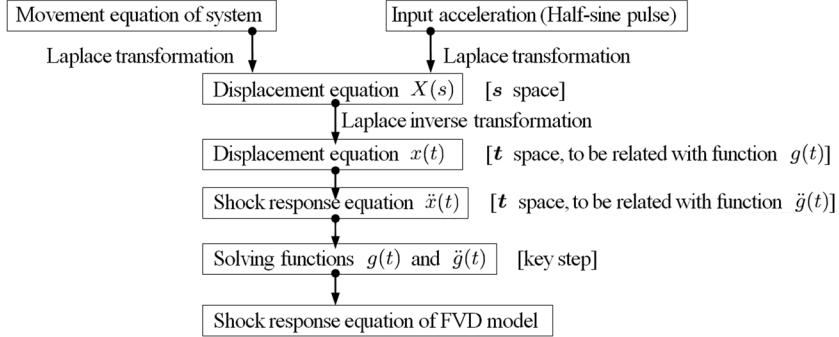 Movement equation of system
Input acceleration (Half-sine pulse)
Laplace transformation
Laplace transformation
Displacement equation X(s) [s space]
Laplace inverse transformation
Displacement equation x(t) [t space, to be related with function g(t)]
Shock response equation ẍ(t) [t space, to be related with function g̈(t)]
Solving functions g(t) and g̈(t) [key step]
Shock response equation of FVD model